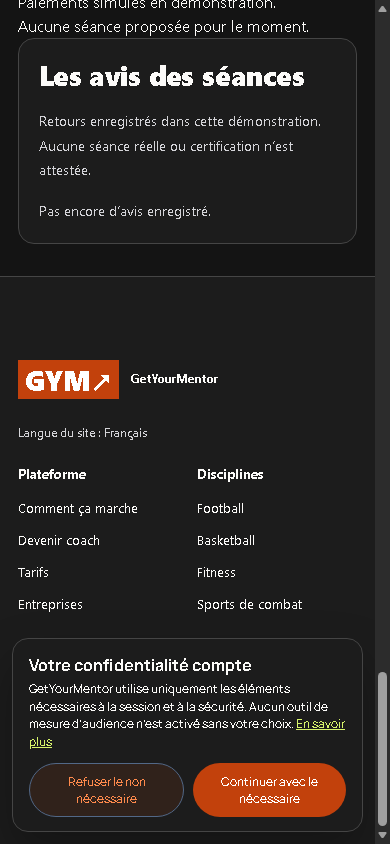 Paiements simulés en démonstration.
Aucune séance proposée pour le moment.
Les avis des séances
Retours enregistrés dans cette démonstration.
Aucune séance réelle ou certification n’est
attestée.
Pas encore d’avis enregistré.
GYM↗ GetYourMentor
Langue du site : Français
Plateforme
Comment ça marche
Devenir coach
Tarifs
Entreprises
Disciplines
Football
Basketball
Fitness
Sports de combat
Votre confidentialité compte
GetYourMentor utilise uniquement les éléments
nécessaires à la session et à la sécurité. Aucun outil de
mesure d’audience n’est activé sans votre choix. En savoir
plus
Refuser le non
nécessaire
Continuer avec le
nécessaire